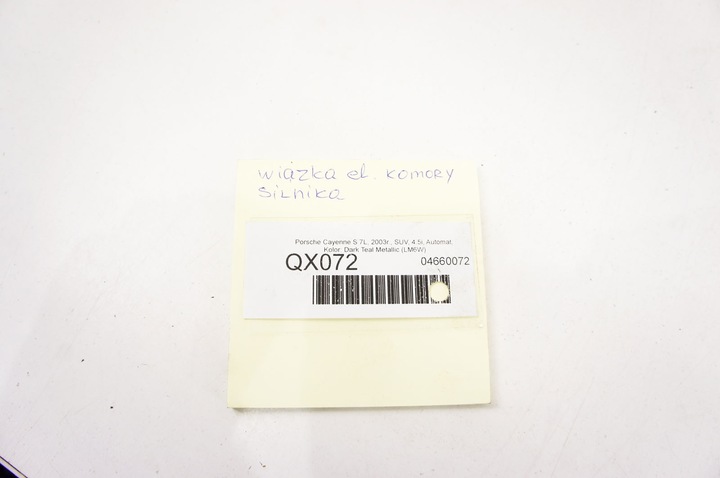 wiązka el. komory
silnika
Porsche Cayenne S 7L, 2003r., SUV, 4.5i, Automat.
Kolor: Dark Teal Metallic (LM6W)
QX072 04660072